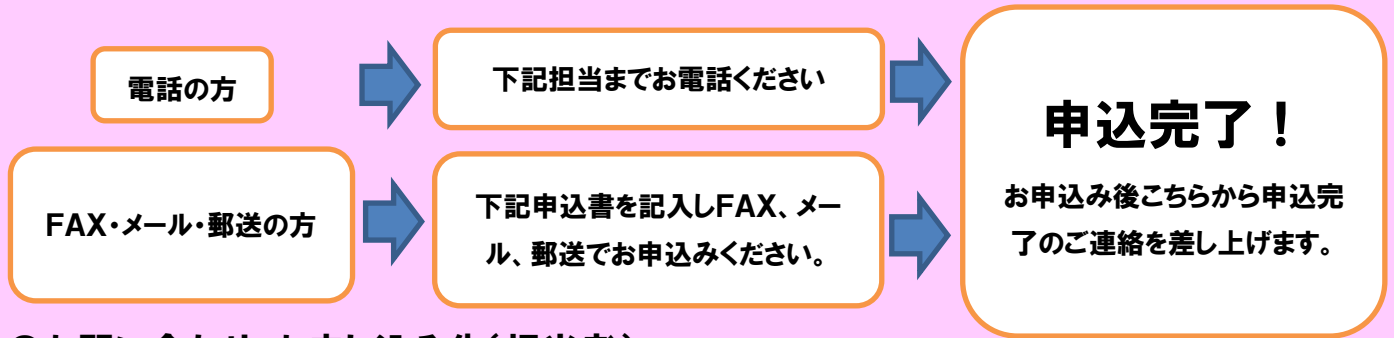 電話の方
下記担当までお電話ください
FAX・メール・郵送の方
下記申込書を記入しFAX、メー
ル、郵送でお申込みください。
申込完了！
お申込み後こちらから申込完
了のご連絡を差し上げます。